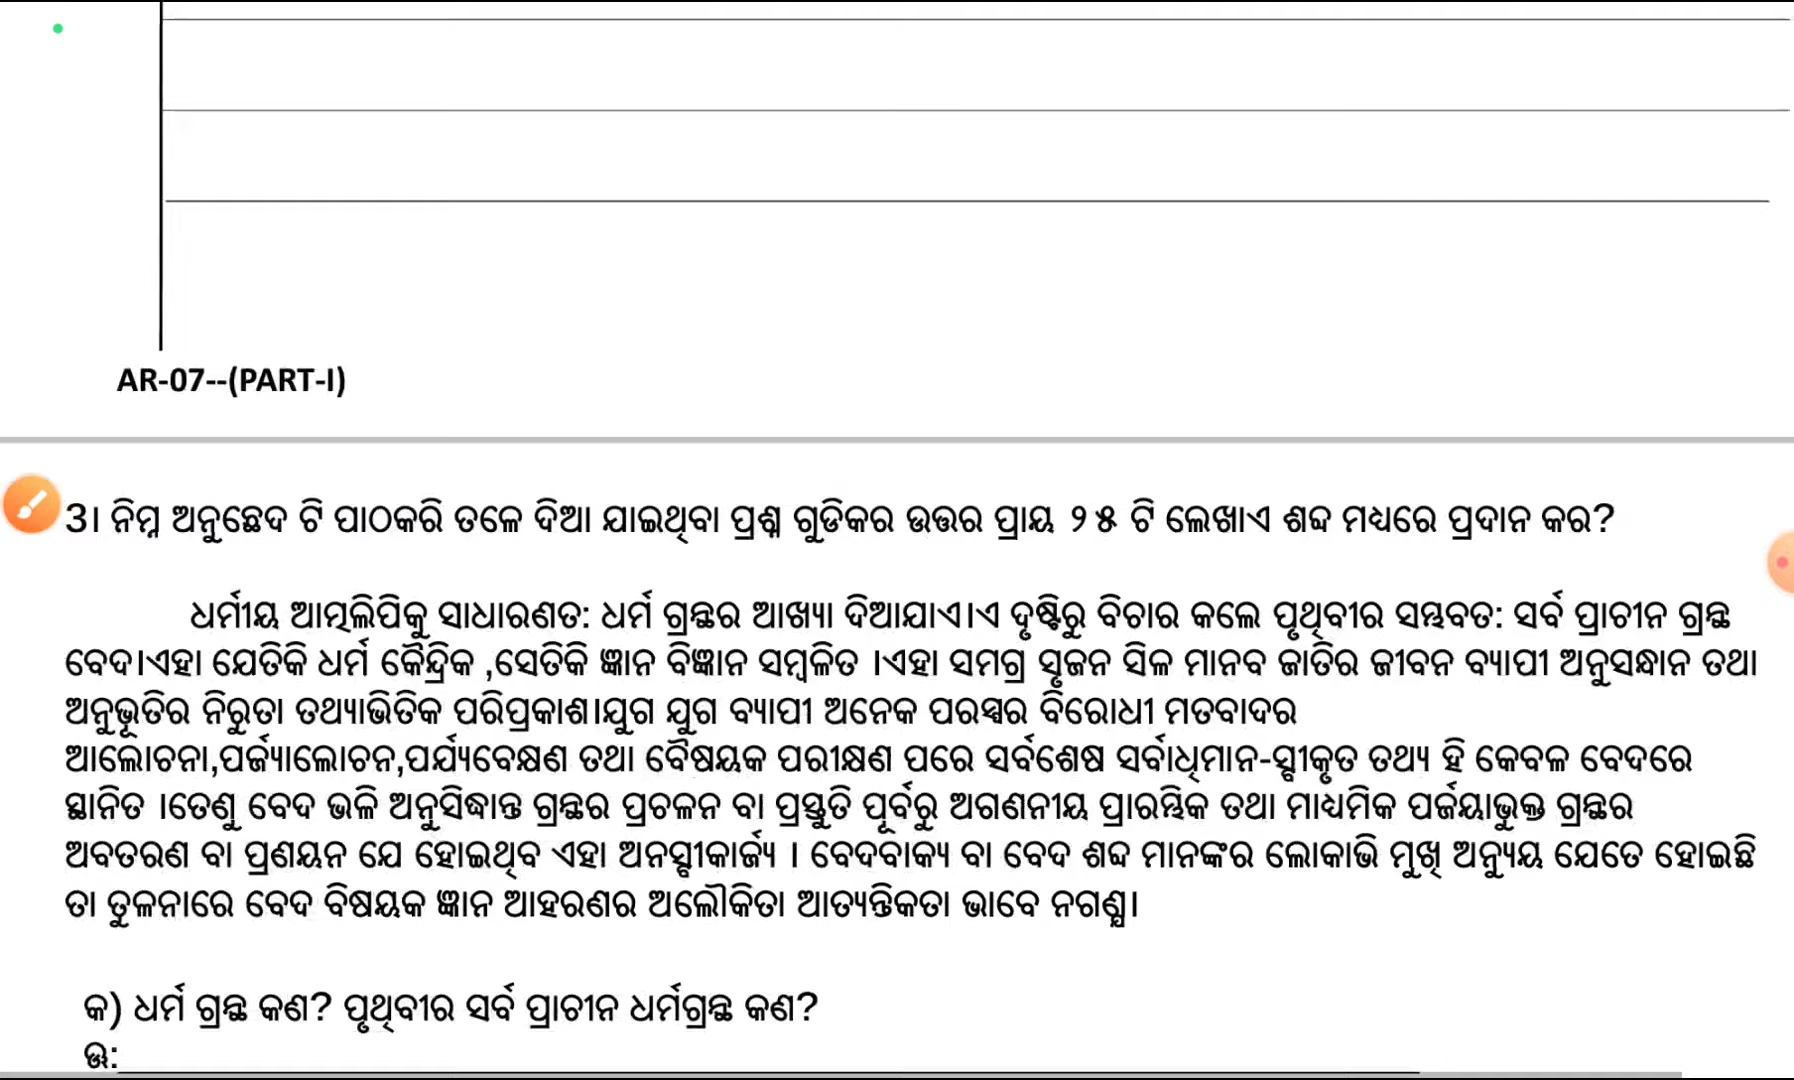 AR-07--(PART-I)
3। ନିମ୍ନ ଅନୁଛେଦ ଟି ପାଠକରି ତଳେ ଦିଆ ଯାଇଥିବା ପ୍ରଶ୍ନ ଗୁଡିକର ଉତ୍ତର ପ୍ରାୟ ୨୫ ଟି ଲେଖାଏ ଶବ୍ଦ ମଧ୍ୟରେ ପ୍ରଦାନ କର?
ଧର୍ମୀୟ ଆତ୍ମଲିପିକୁ ସାଧାରଣତଃ ଧର୍ମ ଗ୍ରନ୍ଥର ଆଖ୍ୟା ଦିଆଯାଏ।ଏ ଦୃଷ୍ଟିରୁ ବିଚାର କଲେ ପୃଥିବୀର ସମ୍ଭବତଃ ସର୍ବ ପ୍ରାଚୀନ ଗ୍ରନ୍ଥ
ବେଦ।ଏହା ଯେତିକି ଧର୍ମ କୈନ୍ଦ୍ରିକ ,ସେତିକି ଜ୍ଞାନ ବିଜ୍ଞାନ ସମ୍ବଳିତ ।ଏହା ସମଗ୍ର ସୃଜନ ସିଳ ମାନବ ଜାତିର ଜୀବନ ବ୍ୟାପୀ ଅନୁସନ୍ଧାନ ତଥା
ଅନୁଭୂତିର ନିରୁତା ତଥ୍ୟାଭିତିକ ପରିପ୍ରକାଶ।ଯୁଗ ଯୁଗ ବ୍ୟାପୀ ଅନେକ ପରସ୍ପର ବିରୋଧୀ ମତବାଦର
ଆଲୋଚନା,ପର୍ଜ୍ୟାଲୋଚନ,ପର୍ଯ୍ୟବେକ୍ଷଣ ତଥା ବୈଷୟକ ପରୀକ୍ଷଣ ପରେ ସର୍ବଶେଷ ସର୍ବାଧିମାନ-ସ୍ୱୀକୃତ ତଥ୍ୟ ହି କେବଳ ବେଦରେ
ସ୍ଥାନିତ ।ତେଣୁ ବେଦ ଭଳି ଅନୁସିଦ୍ଧାନ୍ତ ଗ୍ରନ୍ଥର ପ୍ରଚଳନ ବା ପ୍ରସ୍ତୁତି ପୂର୍ବରୁ ଅଗଣନୀୟ ପ୍ରାରମ୍ଭିକ ତଥା ମାଧ୍ୟମିକ ପର୍ଜୟାଭୁକ୍ତ ଗ୍ରନ୍ଥର
ଅବତରଣ ବା ପ୍ରଣୟନ ଯେ ହୋଇଥିବ ଏହା ଅନସ୍ୱୀକାର୍ଜ୍ୟ । ବେଦବାକ୍ୟ ବା ବେଦ ଶବ୍ଦ ମାନଙ୍କର ଲୋକାଭି ମୁଖି ଅନ୍ୱୟ ଯେତେ ହୋଇଛି
ତା ତୁଳନାରେ ବେଦ ବିଷୟକ ଜ୍ଞାନ ଆହରଣର ଅଲୌକିତା ଆତ୍ୟନ୍ତିକତା ଭାବେ ନଗଣ୍ଯ।
କ) ଧର୍ମ ଗ୍ରନ୍ଥ କଣ? ପୃଥିବୀର ସର୍ବ ପ୍ରାଚୀନ ଧର୍ମଗ୍ରନ୍ଥ କଣ?